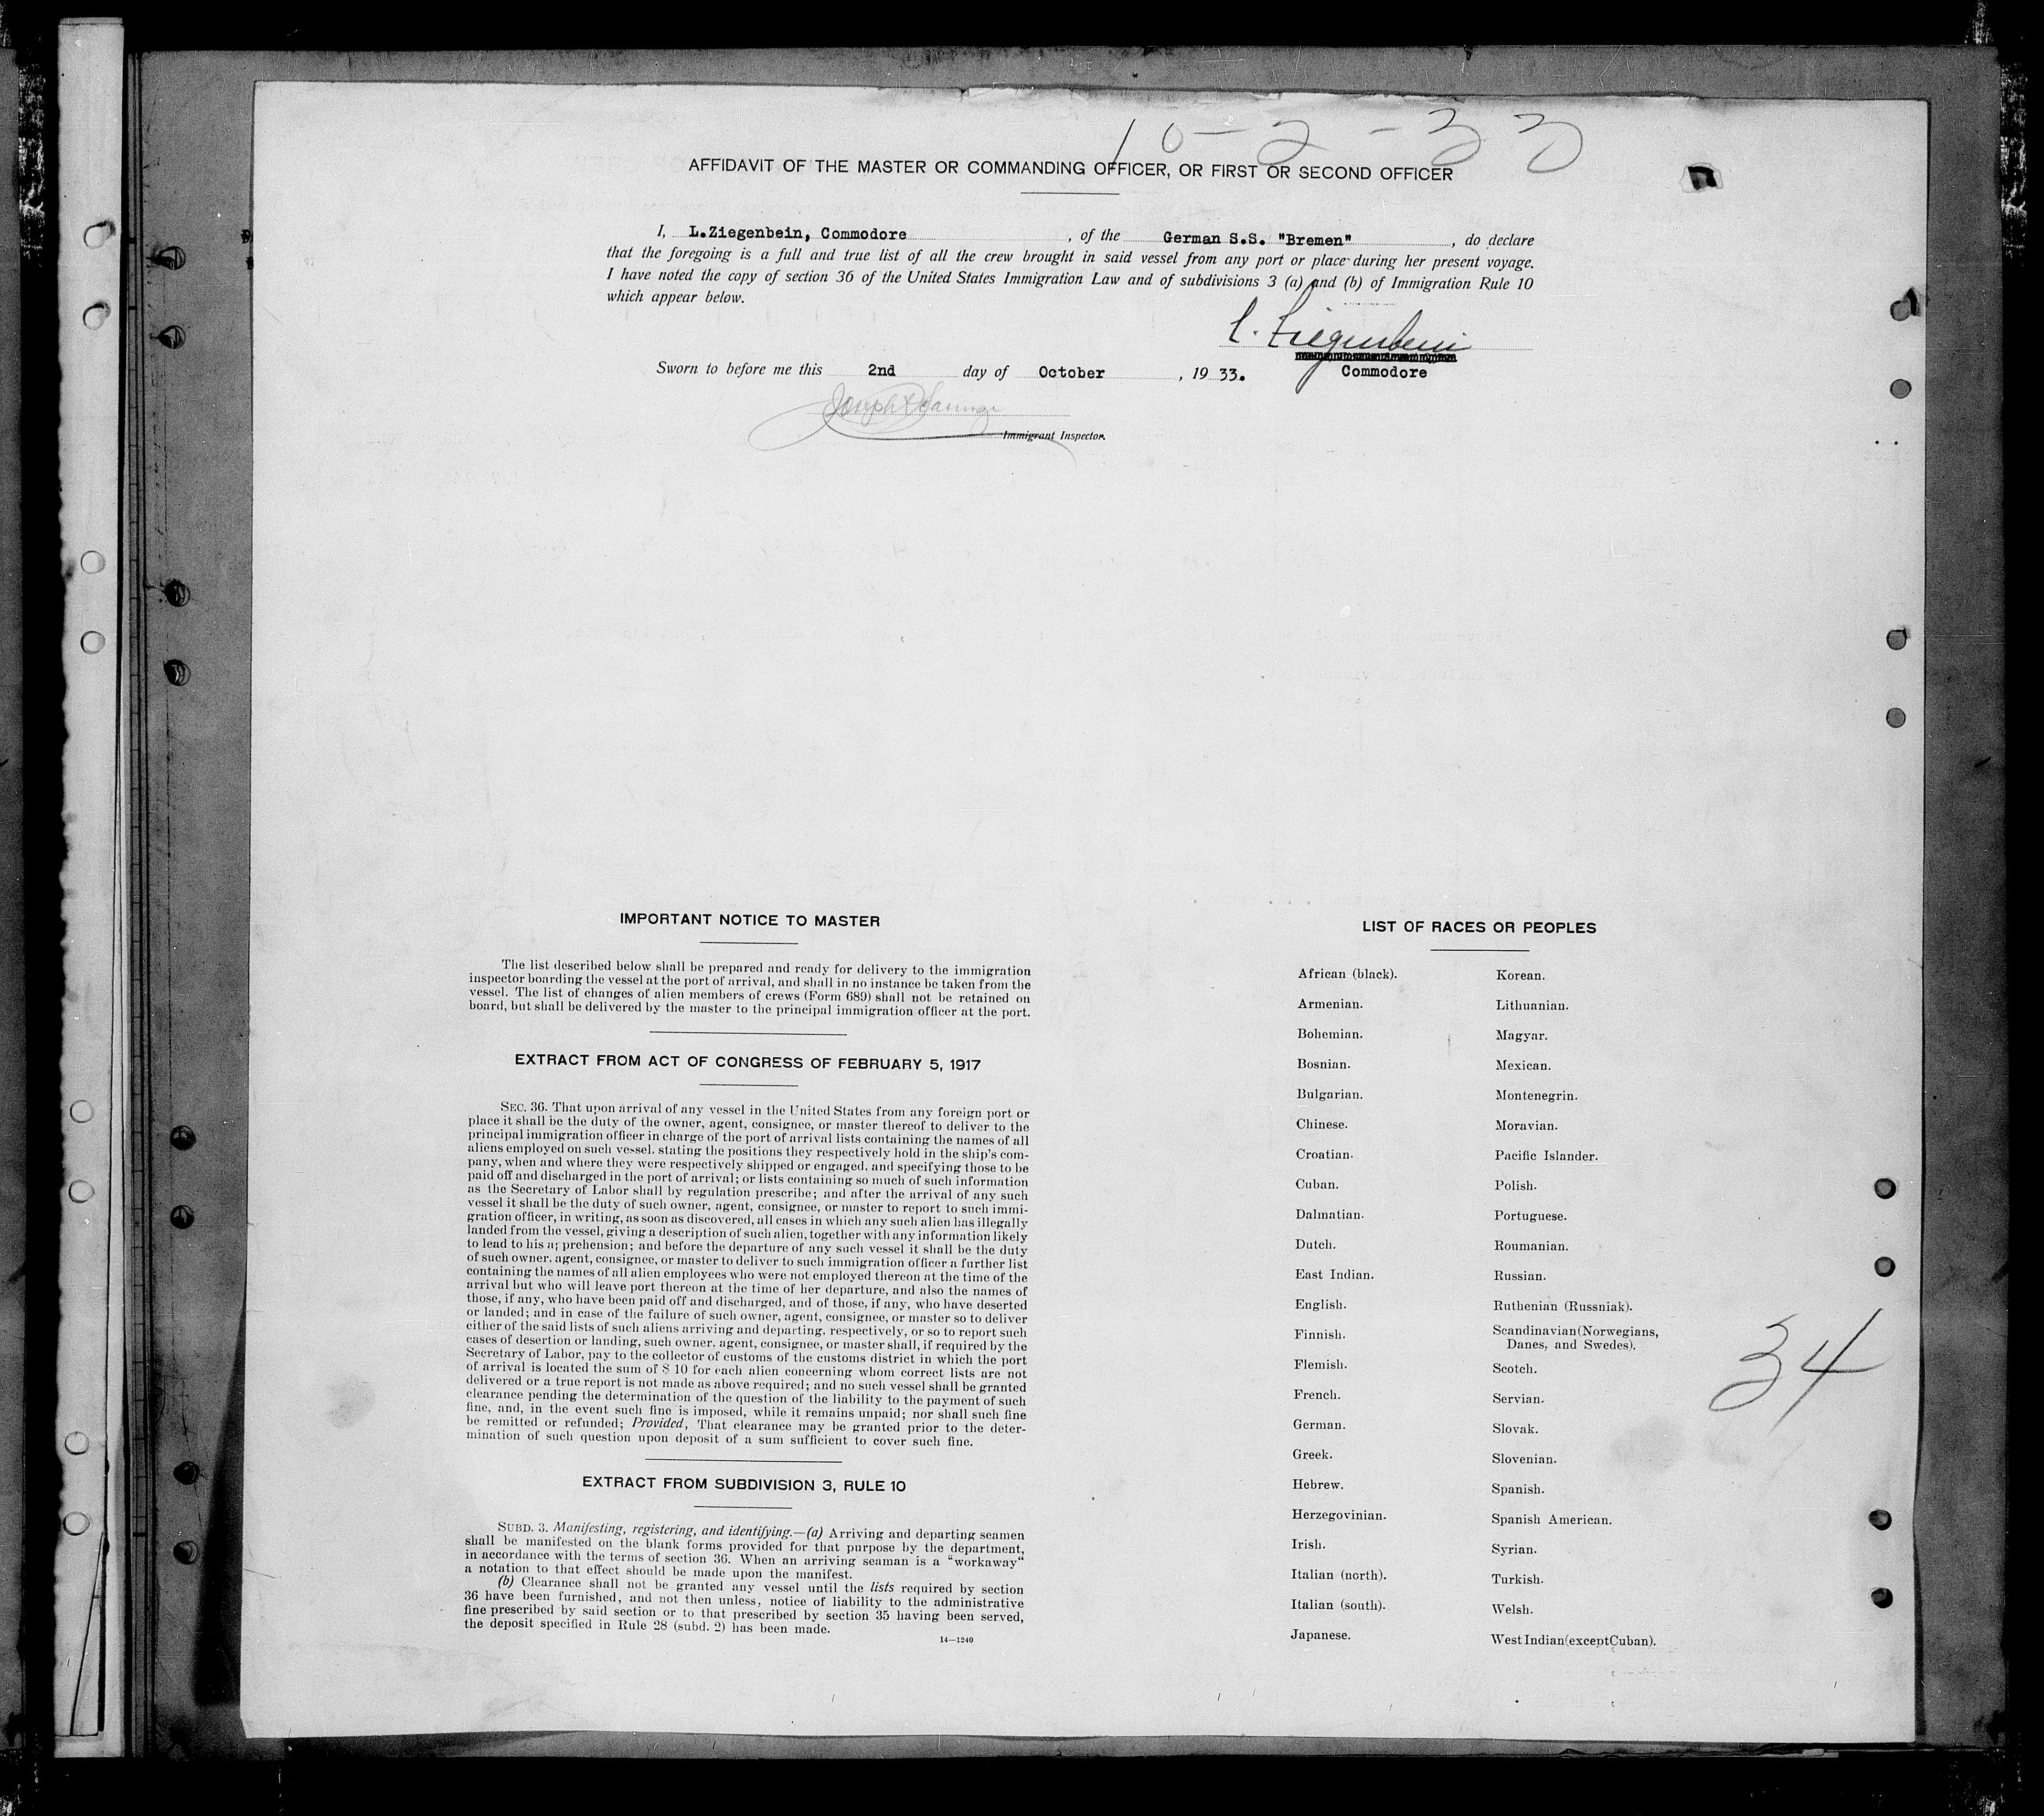 10-2-33
AFFIDAVIT OF THE MASTER OR COMMANDING OFFICER, OR FIRST OR SECOND OFFICER
I, L.Ziegenbein, Commodore, of the German S.S. "Bremen", do declare
that the foregoing is a full and true list of all the crew brought in said vessel from any port or place during her present voyage.
I have noted the copy of section 36 of the United States Immigration Law and of subdivisions 3 (a) and (b) of Immigration Rule 10
which appear below.
L. Ziegenbein
Sworn to before me this 2nd day of October, 19 33. Commodore
Joseph
Immigrant Inspector.
IMPORTANT NOTICE TO MASTER
The list described below shall be prepared and ready for delivery to the immigration
inspector boarding the vessel at the port of arrival, and shall in no instance be taken from the
vessel. The list of changes of alien members of crews (Form 689) shall not be retained on
board, but shall be delivered by the master to the principal immigration officer at the port.
EXTRACT FROM ACT OF CONGRESS OF FEBRUARY 5, 1917
SEC. 36. That upon arrival of any vessel in the United States from any foreign port or
place it shall be the duty of the owner, agent, consignee, or master thereof to deliver to the
principal immigration officer in charge of the port of arrival lists containing the names of all
aliens employed on such vessel, stating the positions they respectively hold in the ship's com-
pany, when and where they were respectively shipped or engaged, and specifying those to be
paid off and discharged in the port of arrival; or lists containing so much of such information
as the Secretary of Labor shall by regulation prescribe; and after the arrival of any such
vessel it shall be the duty of such owner, agent, consignee, or master to report to such immi-
gration officer, in writing, as soon as discovered, all cases in which any such alien has illegally
landed from the vessel, giving a description of such alien, together with any information likely
to lead to his apprehension; and before the departure of any such vessel it shall be the duty
of such owner, agent, consignee, or master to deliver to such immigration officer a further list
containing the names of all alien employees who were not employed thereon at the time of the
arrival but who will leave port thereon at the time of her departure, and also the names of
those, if any, who have been paid off and discharged, and of those, if any, who have deserted
or landed; and in case of the failure of such owner, agent, consignee, or master so to deliver
either of the said lists of such aliens arriving and departing, respectively, or so to report such
cases of desertion or landing, such owner, agent, consignee, or master shall, if required by the
Secretary of Labor, pay to the collector of customs of the customs district in which the port
of arrival is located the sum of $ 10 for each alien concerning whom correct lists are not
delivered or a true report is not made as above required; and no such vessel shall be granted
clearance pending the determination of the question of the liability to the payment of such
fine, and, in the event such fine is imposed, while it remains unpaid; nor shall such fine
be remitted or refunded; Provided, That clearance may be granted prior to the deter-
mination of such question upon deposit of a sum sufficient to cover such fine.
EXTRACT FROM SUBDIVISION 3, RULE 10
SUBD. 3. Manifesting, registering, and identifying.—(a) Arriving and departing seamen
shall be manifested on the blank forms provided for that purpose by the department,
in accordance with the terms of section 36. When an arriving seaman is a "workaway"
a notation to that effect should be made upon the manifest.
(b) Clearance shall not be granted any vessel until the lists required by section
36 have been furnished, and not then unless, notice of liability to the administrative
fine prescribed by said section or to that prescribed by section 35 having been served,
the deposit specified in Rule 28 (subd. 2) has been made.
14—1240
LIST OF RACES OR PEOPLES
African (black).
Armenian.
Bohemian.
Bosnian.
Bulgarian.
Chinese.
Croatian.
Cuban.
Dalmatian.
Dutch.
East Indian.
English.
Finnish.
Flemish.
French.
German.
Greek.
Hebrew.
Herzegovinian.
Irish.
Italian (north).
Italian (south).
Japanese.
Korean.
Lithuanian.
Magyar.
Mexican.
Montenegrin.
Moravian.
Pacific Islander.
Polish.
Portuguese.
Roumanian.
Russian.
Ruthenian (Russniak).
Scandinavian(Norwegians,
Danes, and Swedes).
Scotch.
Servian.
Slovak.
Slovenian.
Spanish.
Spanish American.
Syrian.
Turkish.
Welsh.
West Indian(except Cuban).
34